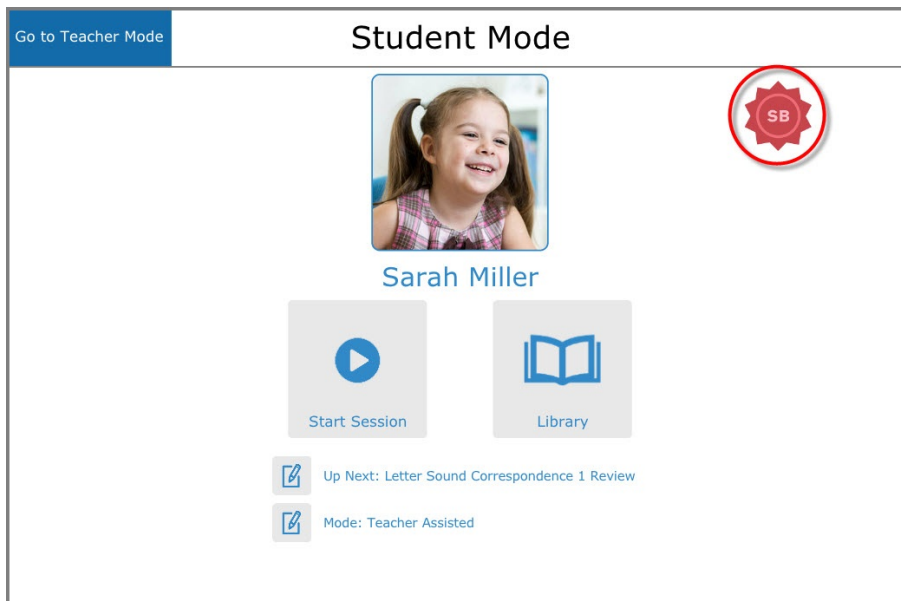 Go to Teacher Mode
Student Mode
SB
Sarah Miller
Start Session
Library
Up Next: Letter Sound Correspondence 1 Review
Mode: Teacher Assisted